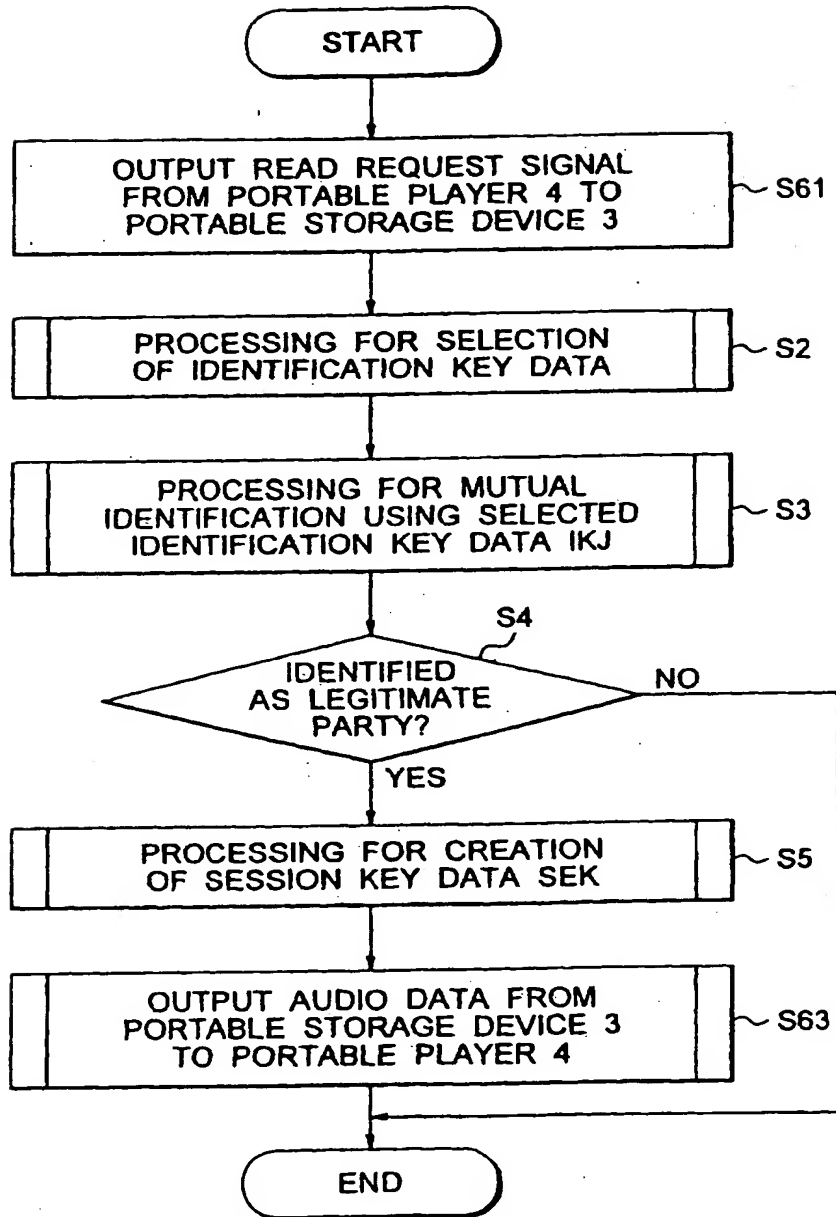 START
OUTPUT READ REQUEST SIGNAL
FROM PORTABLE PLAYER 4 TO
PORTABLE STORAGE DEVICE 3
S61
PROCESSING FOR SELECTION
OF IDENTIFICATION KEY DATA
S2
PROCESSING FOR MUTUAL
IDENTIFICATION USING SELECTED
IDENTIFICATION KEY DATA IKJ
S3
S4
IDENTIFIED
AS LEGITIMATE
PARTY?
NO
YES
PROCESSING FOR CREATION
OF SESSION KEY DATA SEK
S5
OUTPUT AUDIO DATA FROM
PORTABLE STORAGE DEVICE 3
TO PORTABLE PLAYER 4
S63
END